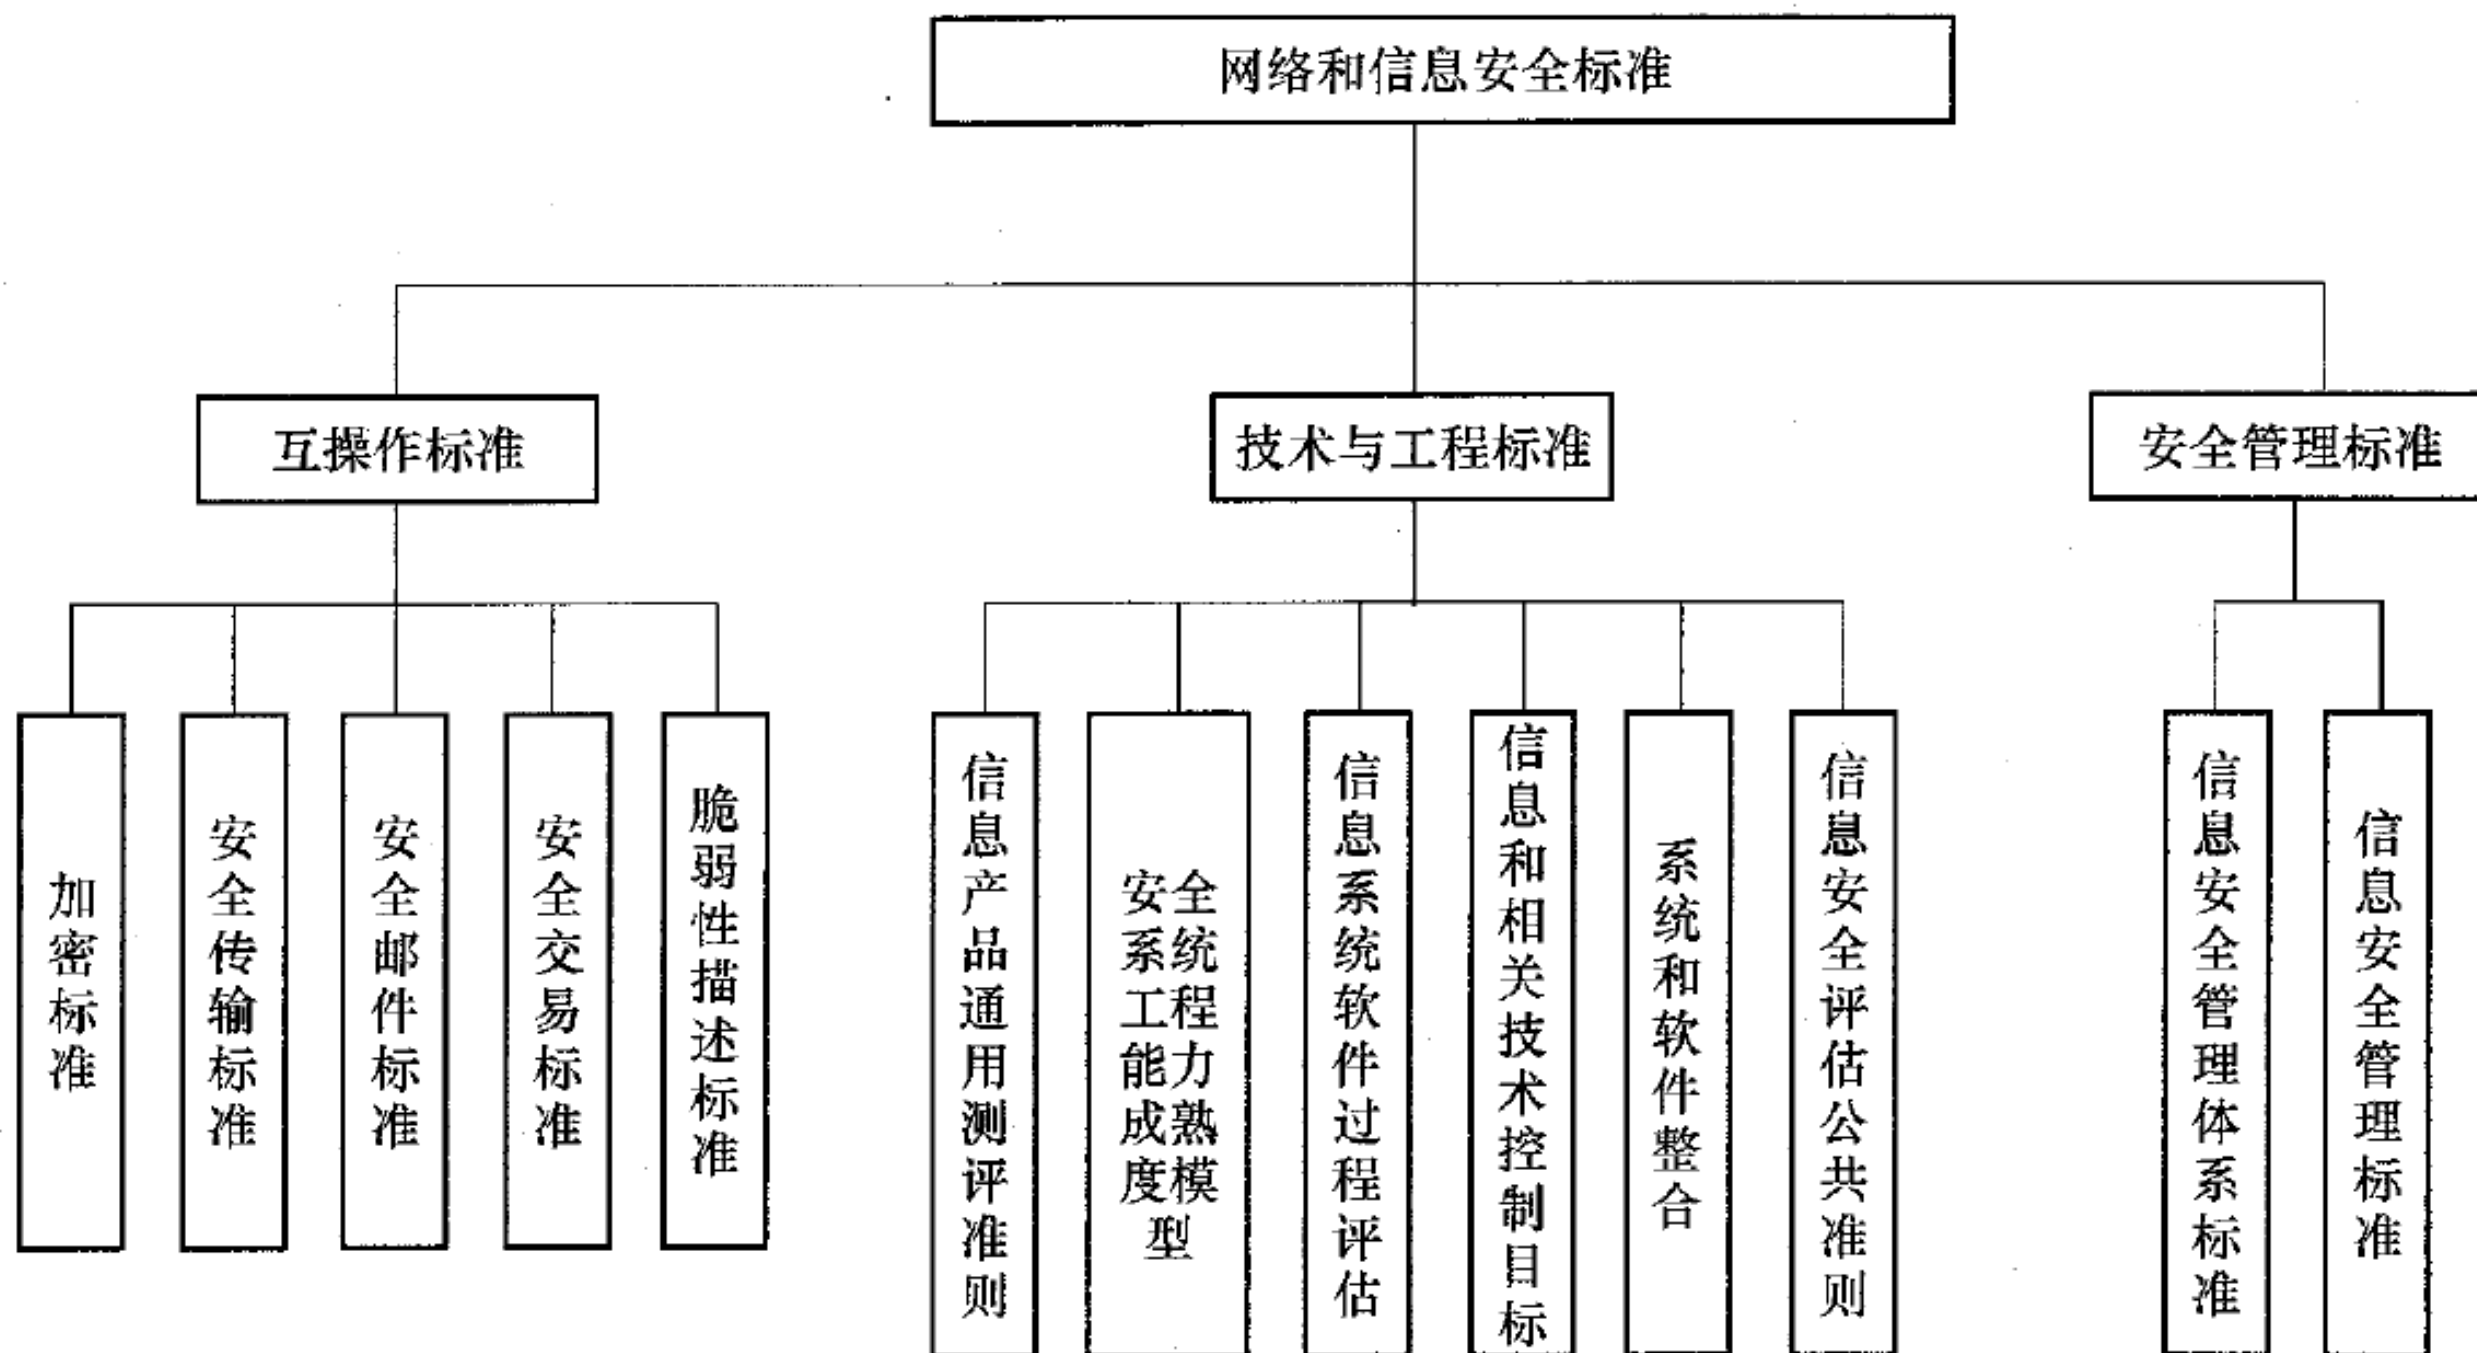 网络和信息安全标准
互操作标准
技术与工程标准
安全管理标准
加密标准
安全传输标准
安全邮件标准
安全交易标准
脆弱性描述标准
信息产品通用测评准则
安全
系统
工程
能力
成熟
度模
型
信息系统软件过程评估
信息和相关技术控制目标
系统和软件整合
信息安全评估公共准则
信息安全管理体系标准
信息安全管理标准